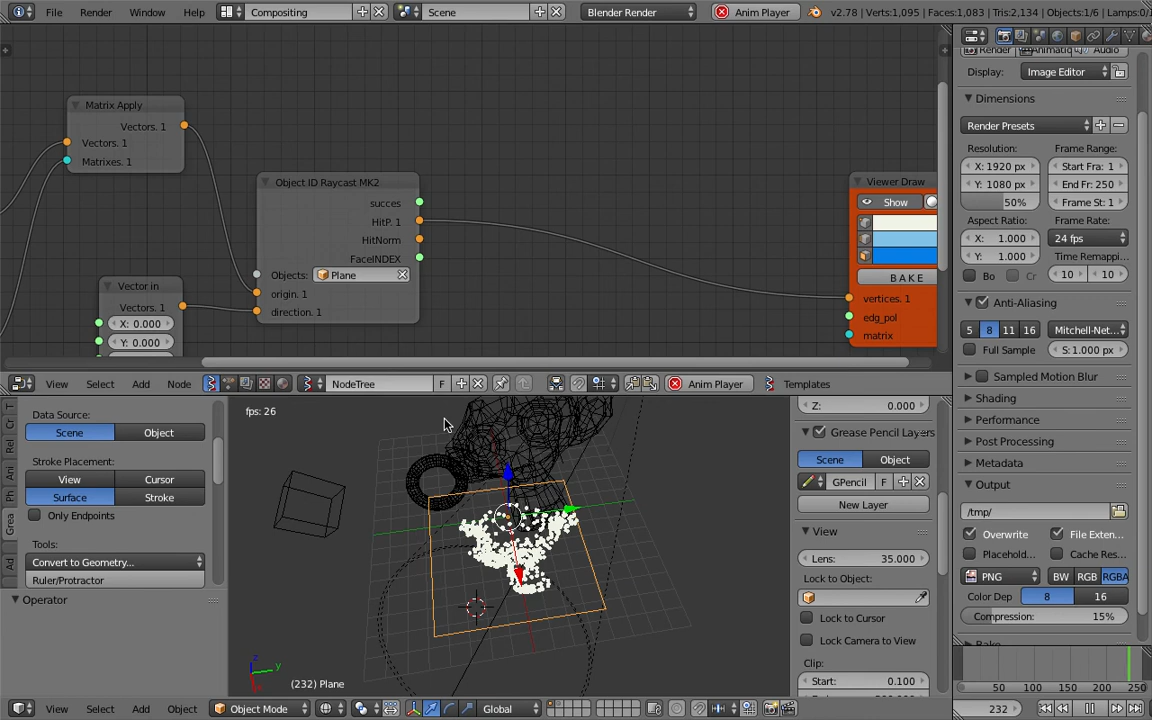 File Render Window Help Compositing Scene Blender Render Anim Player v2.78 | Verts:1,095 | Faces:1,083 | Tris:2,134 | Objects:1/6 | Lamps:0/
Matrix Apply
Vectors. 1
Vectors. 1
Matrixes. 1
Object ID Raycast MK2
succes
HitP. 1
HitNorm
FaceINDEX
Objects: Plane
origin. 1
direction. 1
Vector in
Vectors. 1
X: 0.000
Y: 0.000
Viewer Draw
Show
B A K E
vertices. 1
edg_pol
matrix
View Select Add Node NodeTree F Anim Player Templates
T
Cr
Rel
Ani
Ph
Grea
Ad
Data Source:
Scene Object
Stroke Placement:
View Cursor
Surface Stroke
Only Endpoints
Tools:
Convert to Geometry...
Ruler/Protractor
Operator
fps: 26
z
y
(232) Plane
Z: 0.000
Grease Pencil Layers
Scene Object
GPencil F
New Layer
View
Lens: 35.000
Lock to Object:
Lock to Cursor
Lock Camera to View
Clip:
Start: 0.100
View Select Add Object Object Mode Global
Render Animatic Audio
Display: Image Editor
Dimensions
Render Presets
Resolution: Frame Range:
X: 1920 px Start Fra: 1
Y: 1080 px End Fr: 250
50% Frame St: 1
Aspect Ratio: Frame Rate:
X: 1.000 24 fps
Y: 1.000 Time Remappi...
Bo Cr 10 10
Anti-Aliasing
5 8 11 16 Mitchell-Net...
Full Sample S:1.000 px
Sampled Motion Blur
Shading
Performance
Post Processing
Metadata
Output
/tmp/
Overwrite File Exten...
Placehold... Cache Res...
PNG BW RGB RGBA
Color Dep 8 16
Compression: 15%
50 100 150 200 250
232